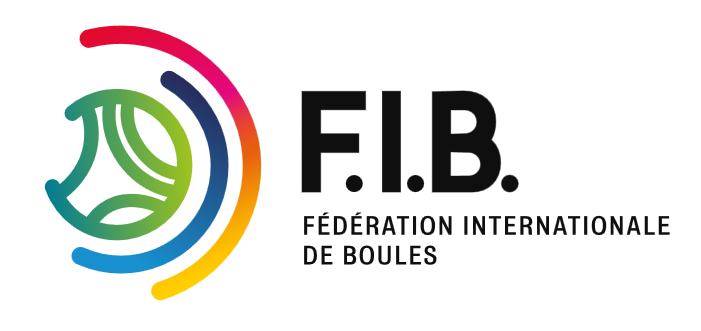 F.I.B.
FÉDÉRATION INTERNATIONALE
DE BOULES